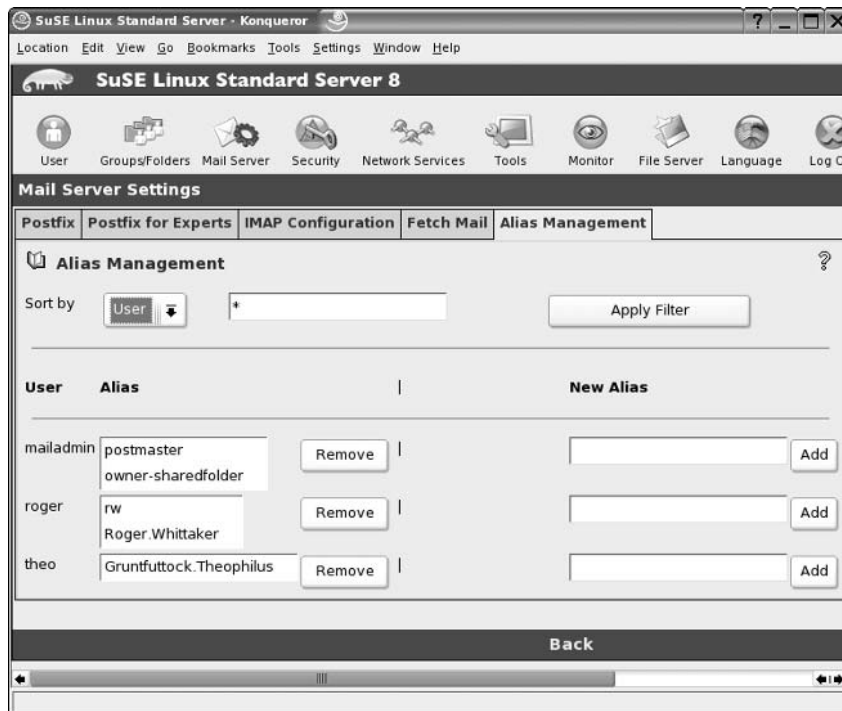 SuSE Linux Standard Server - Konqueror
Location Edit View Go Bookmarks Tools Settings Window Help
SuSE Linux Standard Server 8
User Groups/Folders Mail Server Security Network Services Tools Monitor File Server Language Log
Mail Server Settings
Postfix Postfix for Experts IMAP Configuration Fetch Mail Alias Management
Alias Management
Sort by User * Apply Filter
User Alias | New Alias
mailadmin postmaster Remove | Add
owner-sharedfolder
roger rw Remove | Add
Roger.Whittaker
theo Gruntfuttock.Theophilus Remove | Add
Back